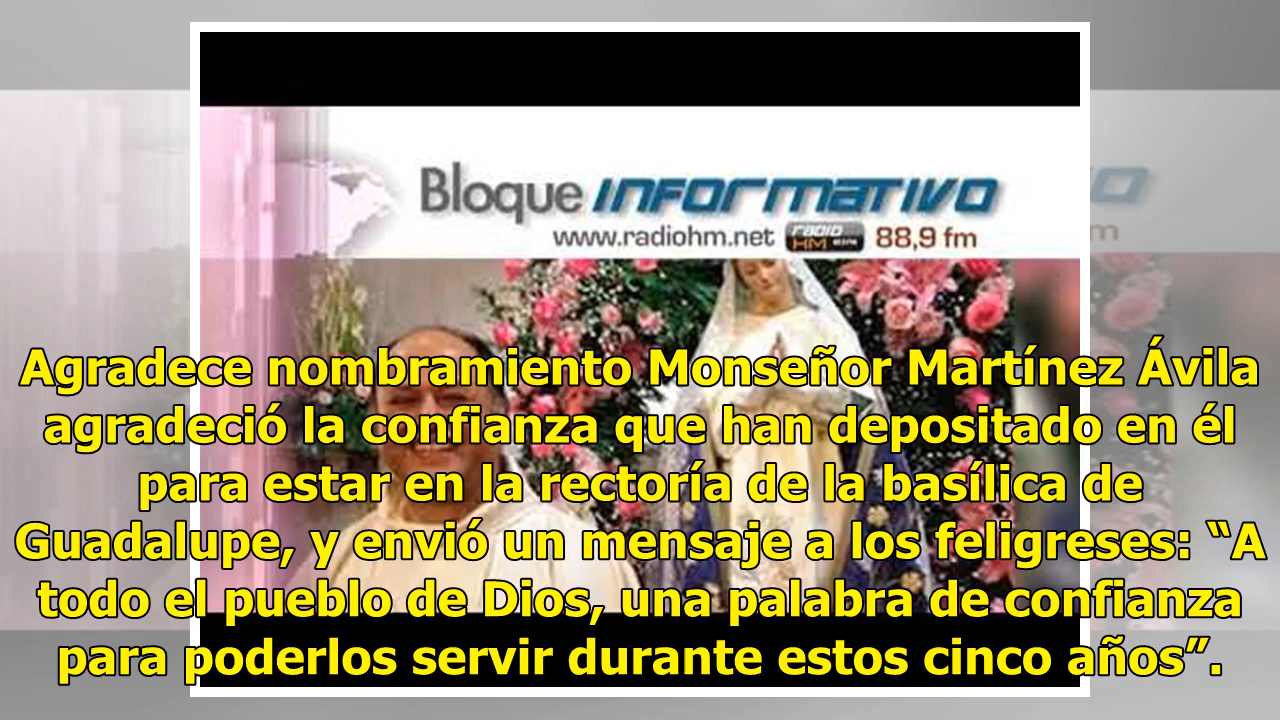 Bloque INFORMATIVO
www.radiohm.net RADIO HM 88,9 fm
Agradece nombramiento Monseñor Martínez Ávila
agradeció la confianza que han depositado en él
para estar en la rectoría de la basílica de
Guadalupe, y envió un mensaje a los feligreses: “A
todo el pueblo de Dios, una palabra de confianza
para poderlos servir durante estos cinco años”.